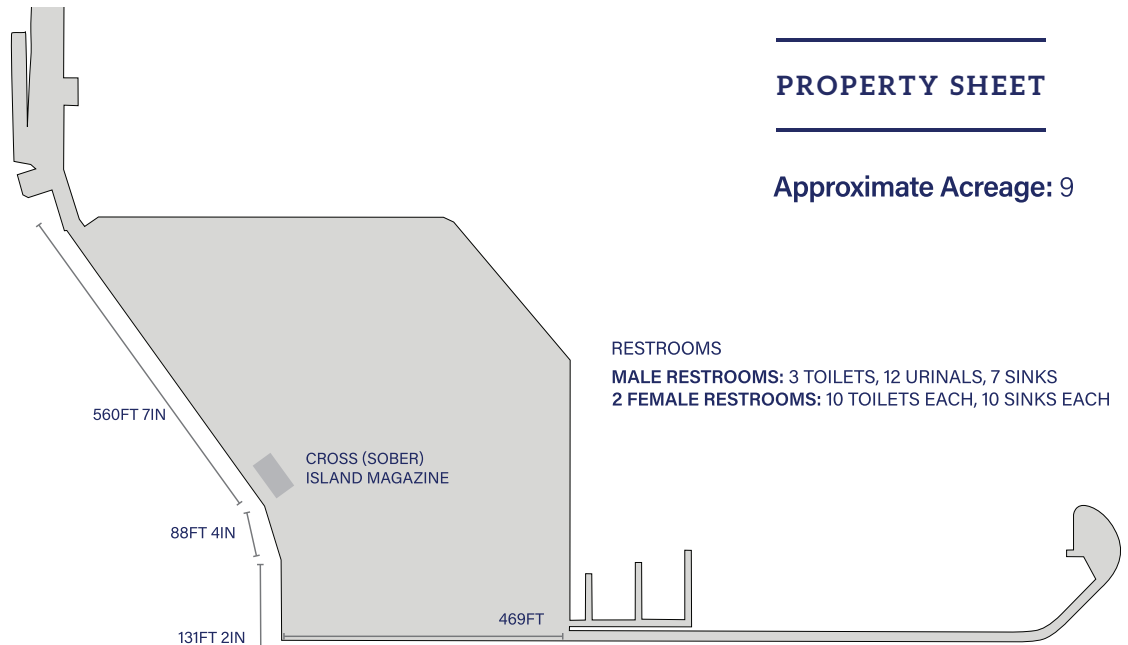 PROPERTY SHEET
Approximate Acreage: 9
RESTROOMS
MALE RESTROOMS: 3 TOILETS, 12 URINALS, 7 SINKS
2 FEMALE RESTROOMS: 10 TOILETS EACH, 10 SINKS EACH
560FT 7IN
CROSS (SOBER)
ISLAND MAGAZINE
88FT 4IN
469FT
131FT 2IN